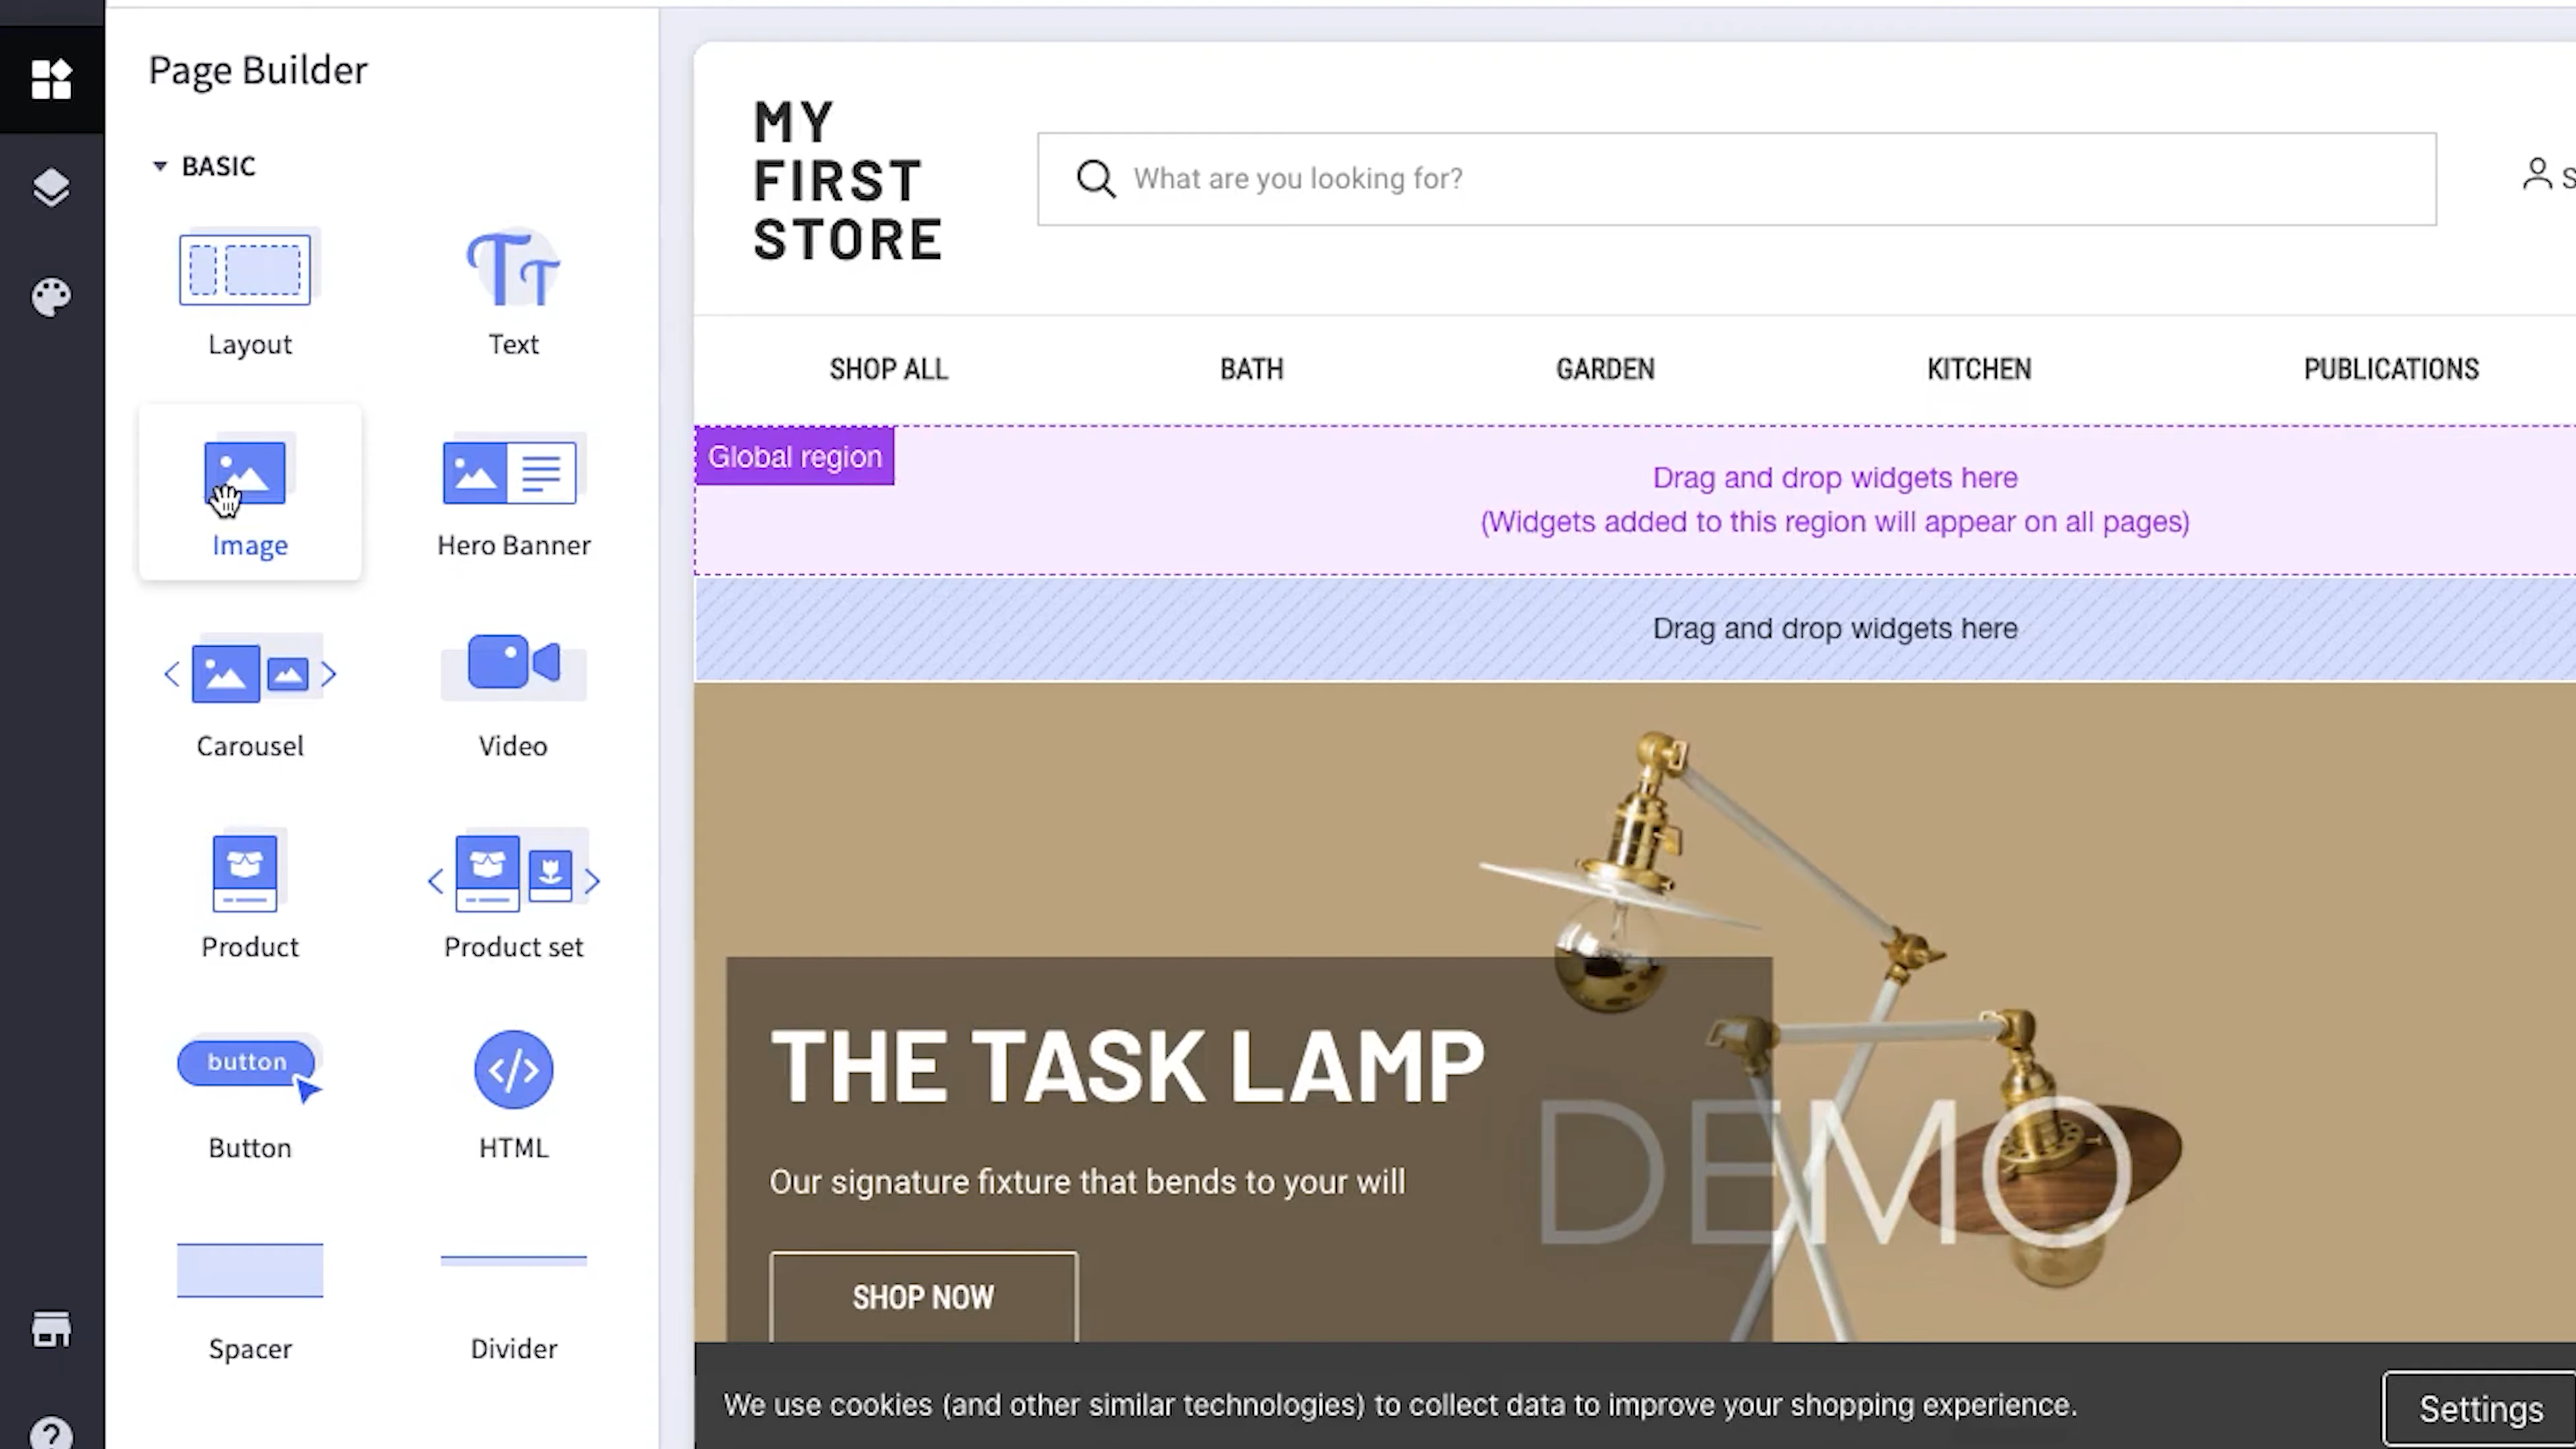 Page Builder
BASIC
Layout
Text
Image
Hero Banner
Carousel
Video
Product
Product set
button
Button
HTML
Spacer
Divider
MY
FIRST
STORE
What are you looking for?
S
SHOP ALL
BATH
GARDEN
KITCHEN
PUBLICATIONS
Global region
Drag and drop widgets here
(Widgets added to this region will appear on all pages)
Drag and drop widgets here
THE TASK LAMP
DEMO
Our signature fixture that bends to your will
SHOP NOW
We use cookies (and other similar technologies) to collect data to improve your shopping experience.
Settings